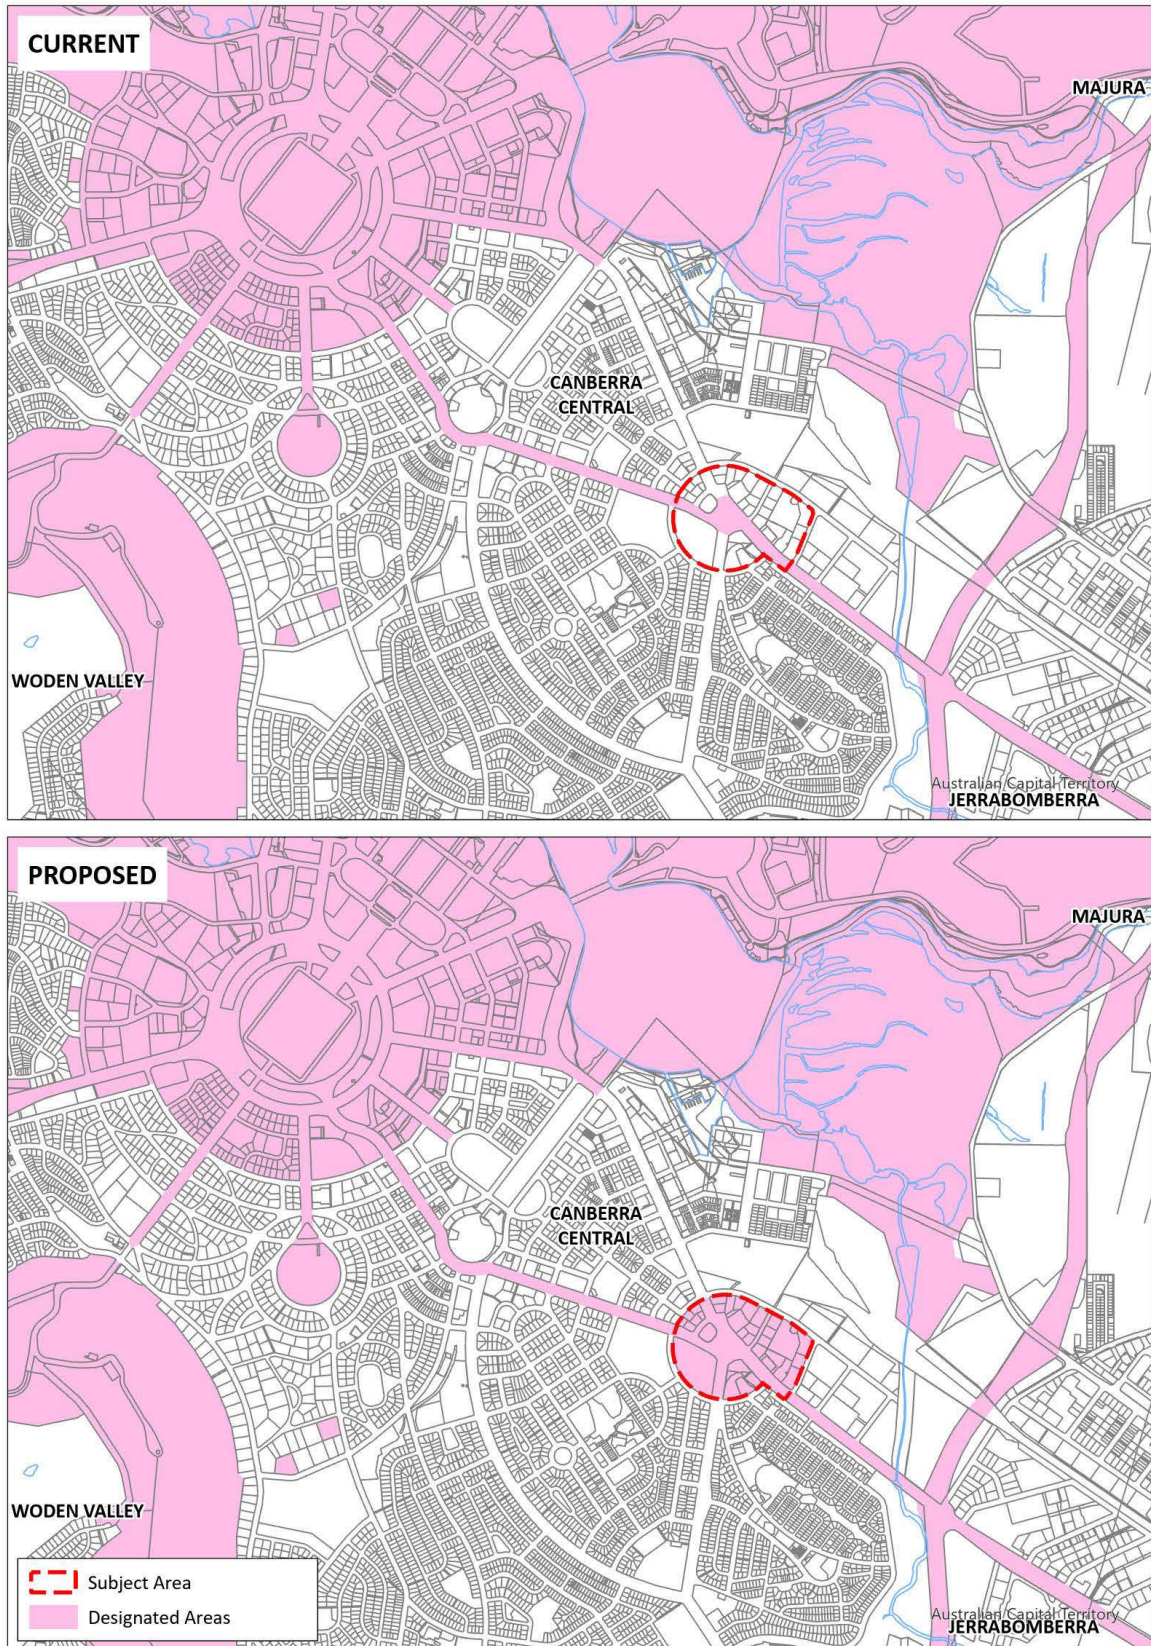 CURRENT
MAJURA
CANBERRA
CENTRAL
WODEN VALLEY
Australian Capital Territory
JERRABOMBERRA
PROPOSED
MAJURA
CANBERRA
CENTRAL
WODEN VALLEY
Subject Area
Designated Areas
Australian Capital Territory
JERRABOMBERRA